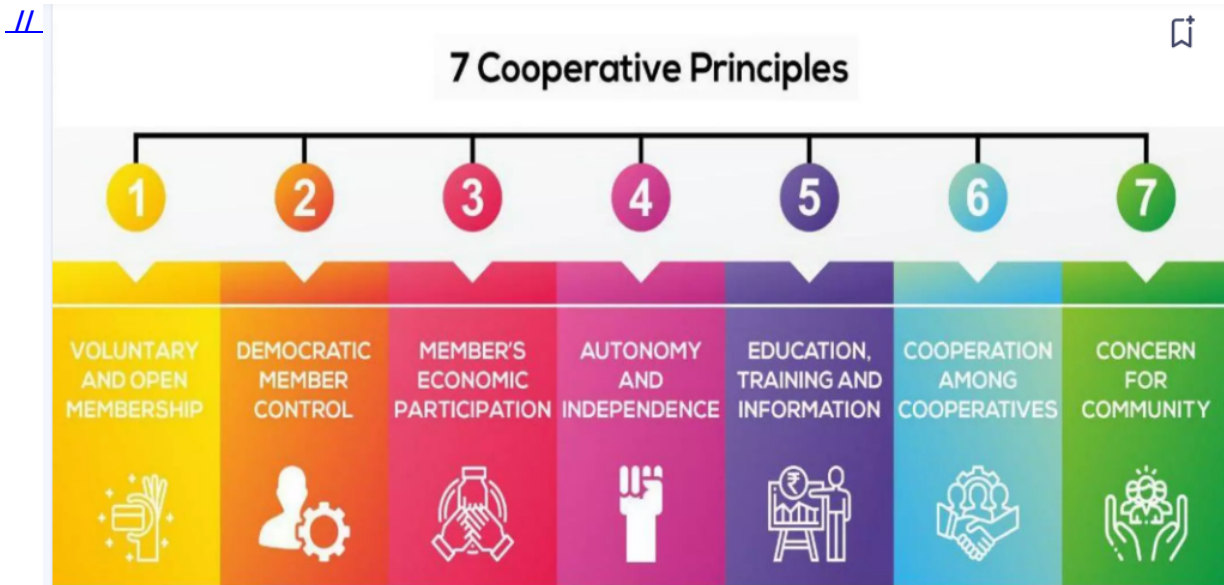 //
7 Cooperative Principles
1
2
3
4
5
6
7
VOLUNTARY
AND OPEN
MEMBERSHIP
DEMOCRATIC
MEMBER
CONTROL
MEMBER'S
ECONOMIC
PARTICIPATION
AUTONOMY
AND
INDEPENDENCE
EDUCATION,
TRAINING AND
INFORMATION
COOPERATION
AMONG
COOPERATIVES
CONCERN
FOR
COMMUNITY
₹